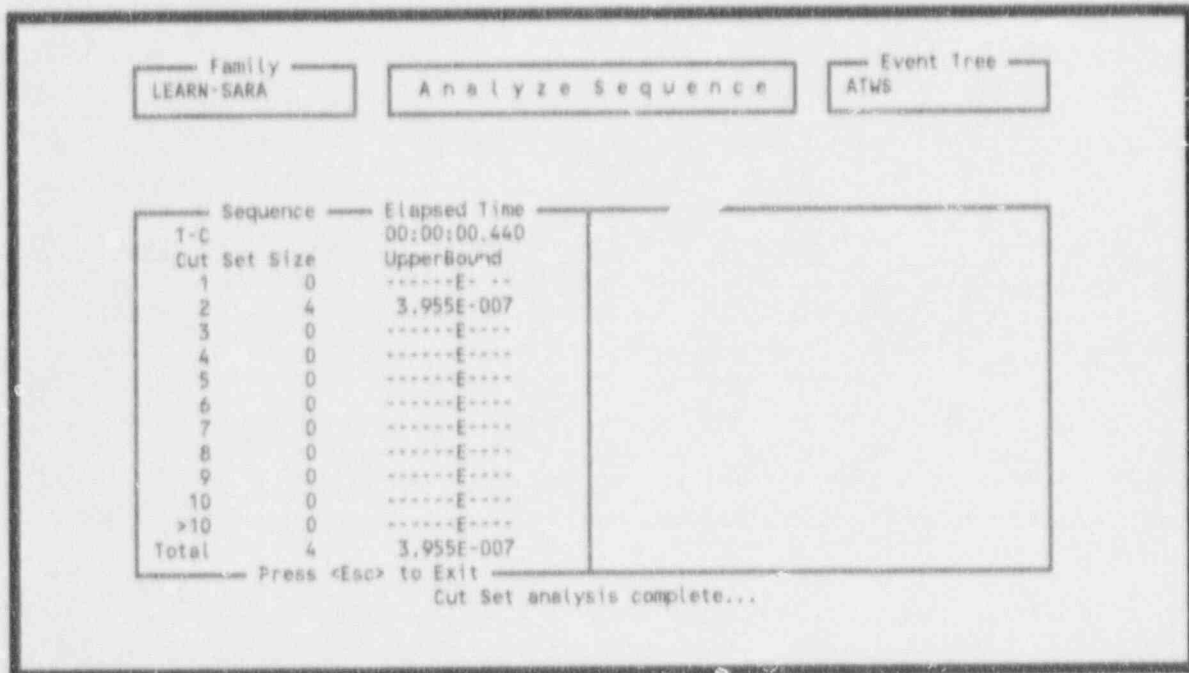 Family
Event Tree
LEARN-SARA
A n a l y z e  S e q u e n c e
ATWS
Sequence Elapsed Time
T-C 00:00:00.440
Cut Set Size UpperBound
1 0 ------E- --
2 4 3.955E-007
3 0 ------E----
4 0 ------E----
5 0 ------E----
6 0 ------E----
7 0 ------E----
8 0 ------E----
9 0 ------E----
10 0 ------E----
>10 0 ------E----
Total 4 3.955E-007
Press <Esc> to Exit
Cut Set analysis complete...